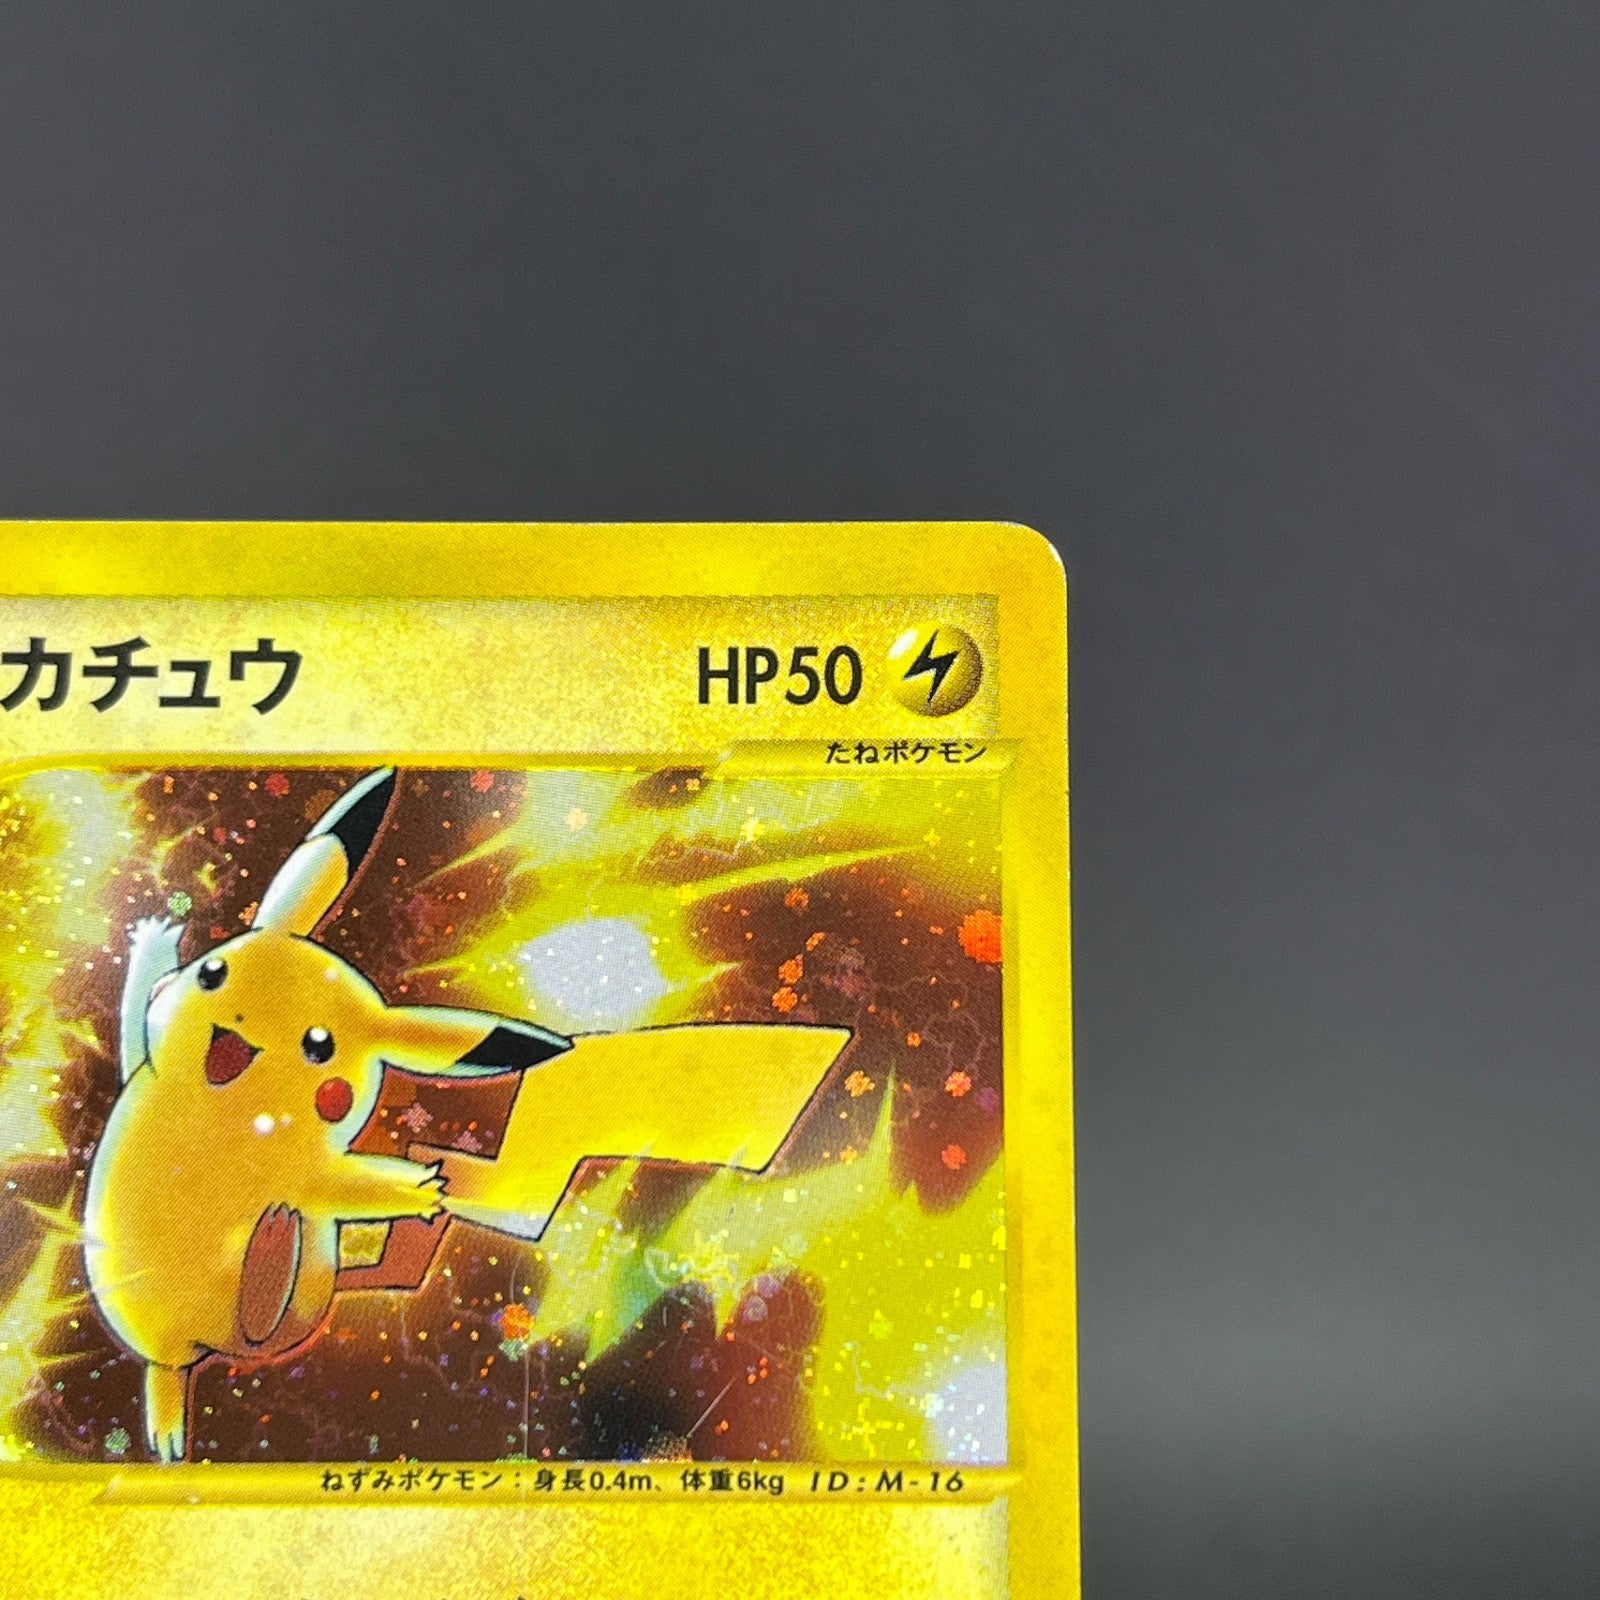 カチュウ HP50
たねポケモン
ねずみポケモン：身長0.4m、体重6kg ID:M-16